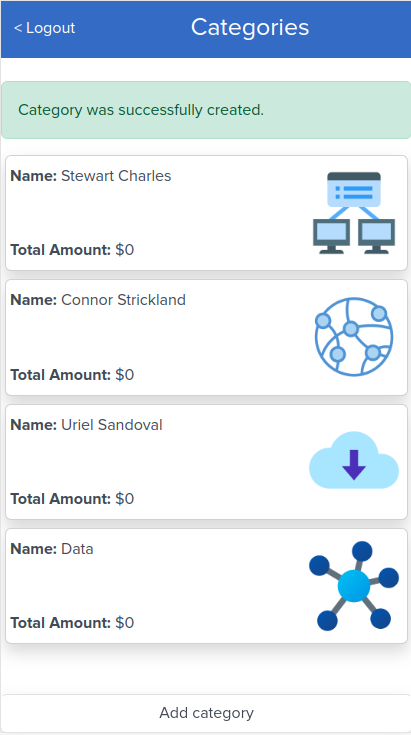 < Logout
Categories
Category was successfully created.
Name: Stewart Charles
Total Amount: $0
Name: Connor Strickland
Total Amount: $0
Name: Uriel Sandoval
Total Amount: $0
Name: Data
Total Amount: $0
Add category